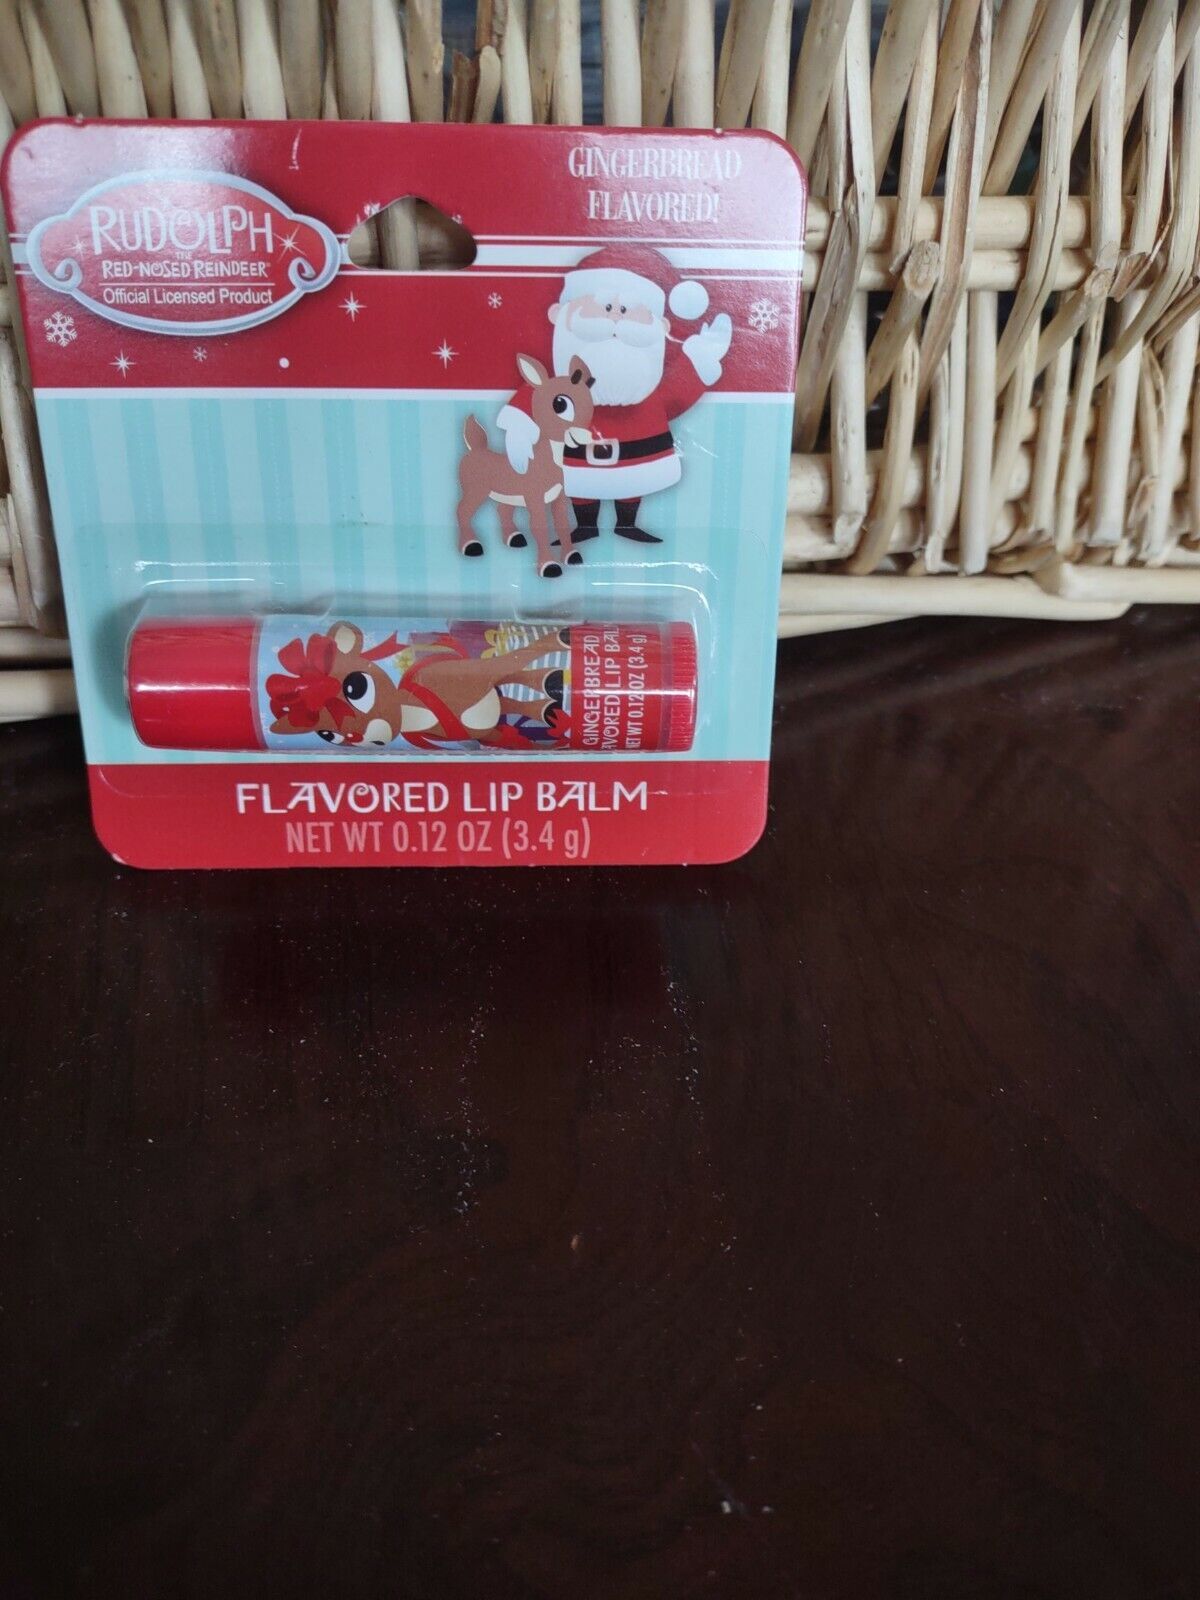 RUDOLPH
THE
RED-NOSED REINDEER
Official Licensed Product
GINGERBREAD
FLAVORED!
GINGERBREAD
AVORED LIP BALM
NET WT 0.12 OZ (3.4 g)
FLAVORED LIP BALM
NET WT 0.12 OZ (3.4 g)